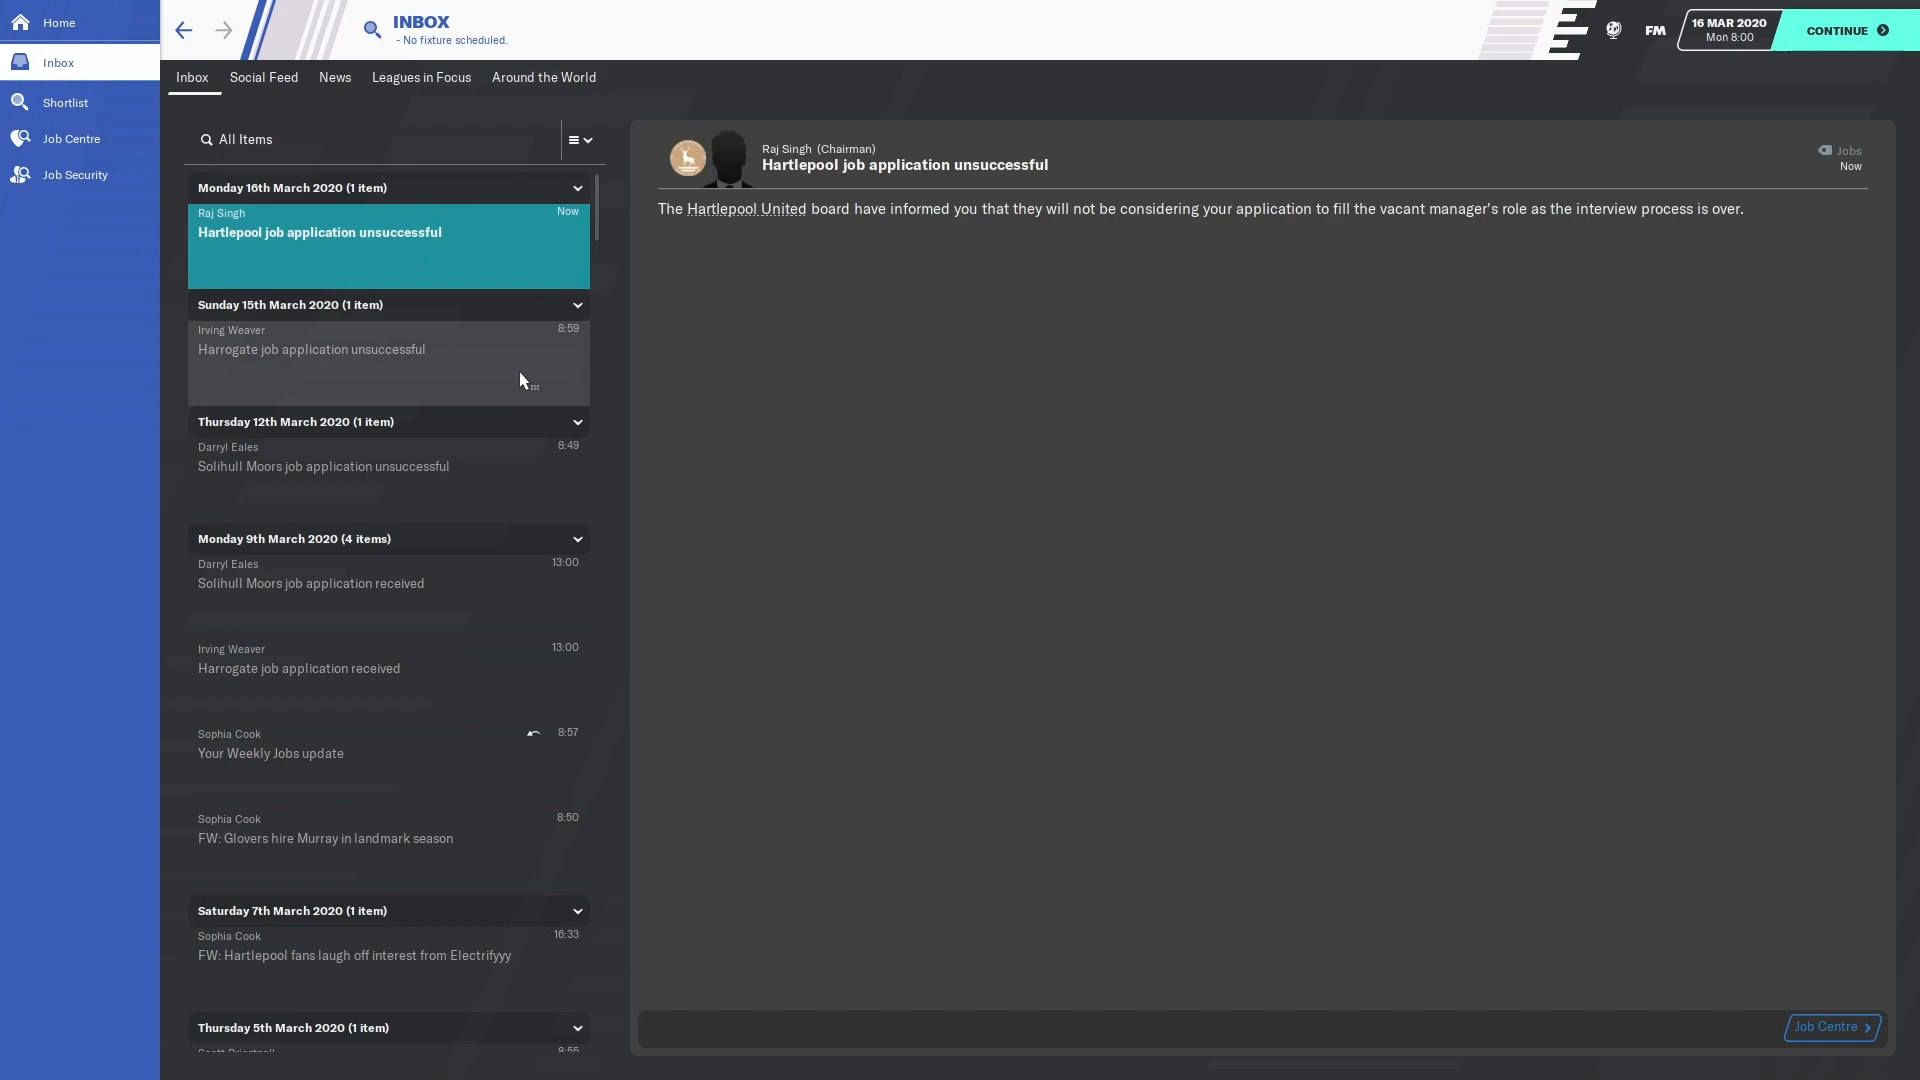 Home
Inbox
Shortlist
Job Centre
Job Security
INBOX
- No fixture scheduled.
FM
16 MAR 2020
Mon 8:00
CONTINUE
Inbox
Social Feed
News
Leagues in Focus
Around the World
All Items
Monday 16th March 2020 (1 item)
Raj Singh
Now
Hartlepool job application unsuccessful
Sunday 15th March 2020 (1 item)
Irving Weaver
8:59
Harrogate job application unsuccessful
Thursday 12th March 2020 (1 item)
Darryl Eales
8:49
Solihull Moors job application unsuccessful
Monday 9th March 2020 (4 items)
Darryl Eales
13:00
Solihull Moors job application received
Irving Weaver
13:00
Harrogate job application received
Sophia Cook
8:57
Your Weekly Jobs update
Sophia Cook
8:50
FW: Glovers hire Murray in landmark season
Saturday 7th March 2020 (1 item)
Sophia Cook
16:33
FW: Hartlepool fans laugh off interest from Electrifyyy
Thursday 5th March 2020 (1 item)
Raj Singh (Chairman)
Hartlepool job application unsuccessful
Jobs
Now
The Hartlepool United board have informed you that they will not be considering your application to fill the vacant manager's role as the interview process is over.
Job Centre